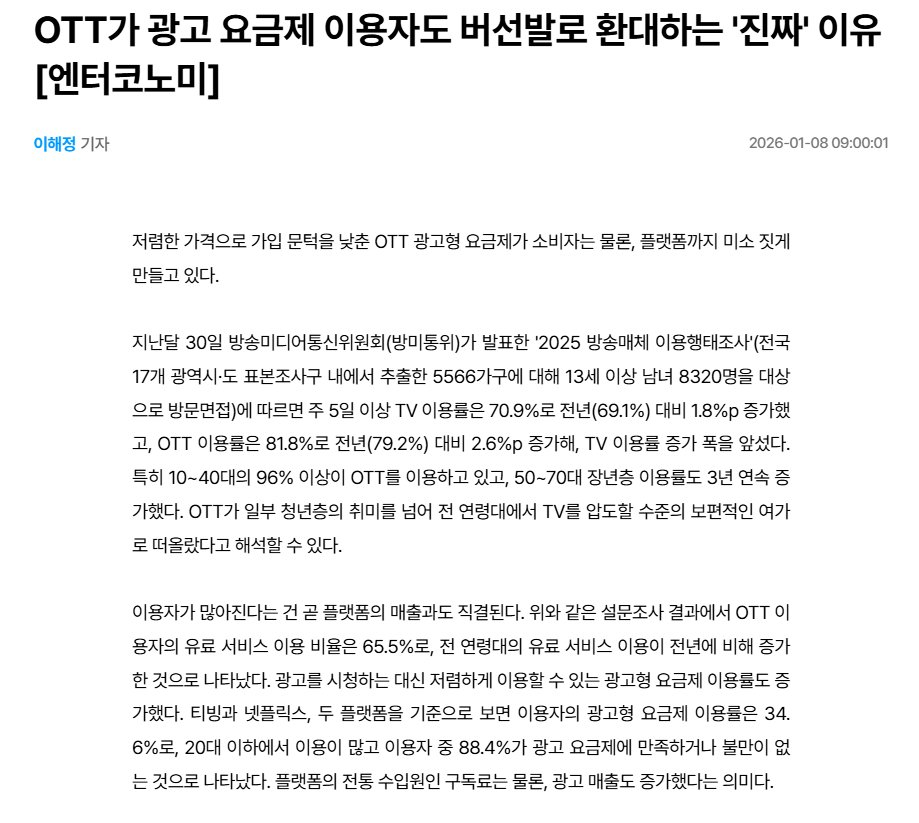 OTT가 광고 요금제 이용자도 버선발로 환대하는 '진짜' 이유
[엔터코노미]
이해정 기자
2026-01-08 09:00:01
저렴한 가격으로 가입 문턱을 낮춘 OTT 광고형 요금제가 소비자는 물론, 플랫폼까지 미소 짓게
만들고 있다.
지난달 30일 방송미디어통신위원회(방미통위)가 발표한 '2025 방송매체 이용행태조사'(전국
17개 광역시·도 표본조사구 내에서 추출한 5566가구에 대해 13세 이상 남녀 8320명을 대상
으로 방문면접)에 따르면 주 5일 이상 TV 이용률은 70.9%로 전년(69.1%) 대비 1.8%p 증가했
고, OTT 이용률은 81.8%로 전년(79.2%) 대비 2.6%p 증가해, TV 이용률 증가 폭을 앞섰다.
특히 10~40대의 96% 이상이 OTT를 이용하고 있고, 50~70대 장년층 이용률도 3년 연속 증
가했다. OTT가 일부 청년층의 취미를 넘어 전 연령대에서 TV를 압도할 수준의 보편적인 여가
로 떠올랐다고 해석할 수 있다.
이용자가 많아진다는 건 곧 플랫폼의 매출과도 직결된다. 위와 같은 설문조사 결과에서 OTT 이
용자의 유료 서비스 이용 비율은 65.5%로, 전 연령대의 유료 서비스 이용이 전년에 비해 증가
한 것으로 나타났다. 광고를 시청하는 대신 저렴하게 이용할 수 있는 광고형 요금제 이용률도 증
가했다. 티빙과 넷플릭스, 두 플랫폼을 기준으로 보면 이용자의 광고형 요금제 이용률은 34.
6%로, 20대 이하에서 이용이 많고 이용자 중 88.4%가 광고 요금제에 만족하거나 불만이 없
는 것으로 나타났다. 플랫폼의 전통 수입원인 구독료는 물론, 광고 매출도 증가했다는 의미다.